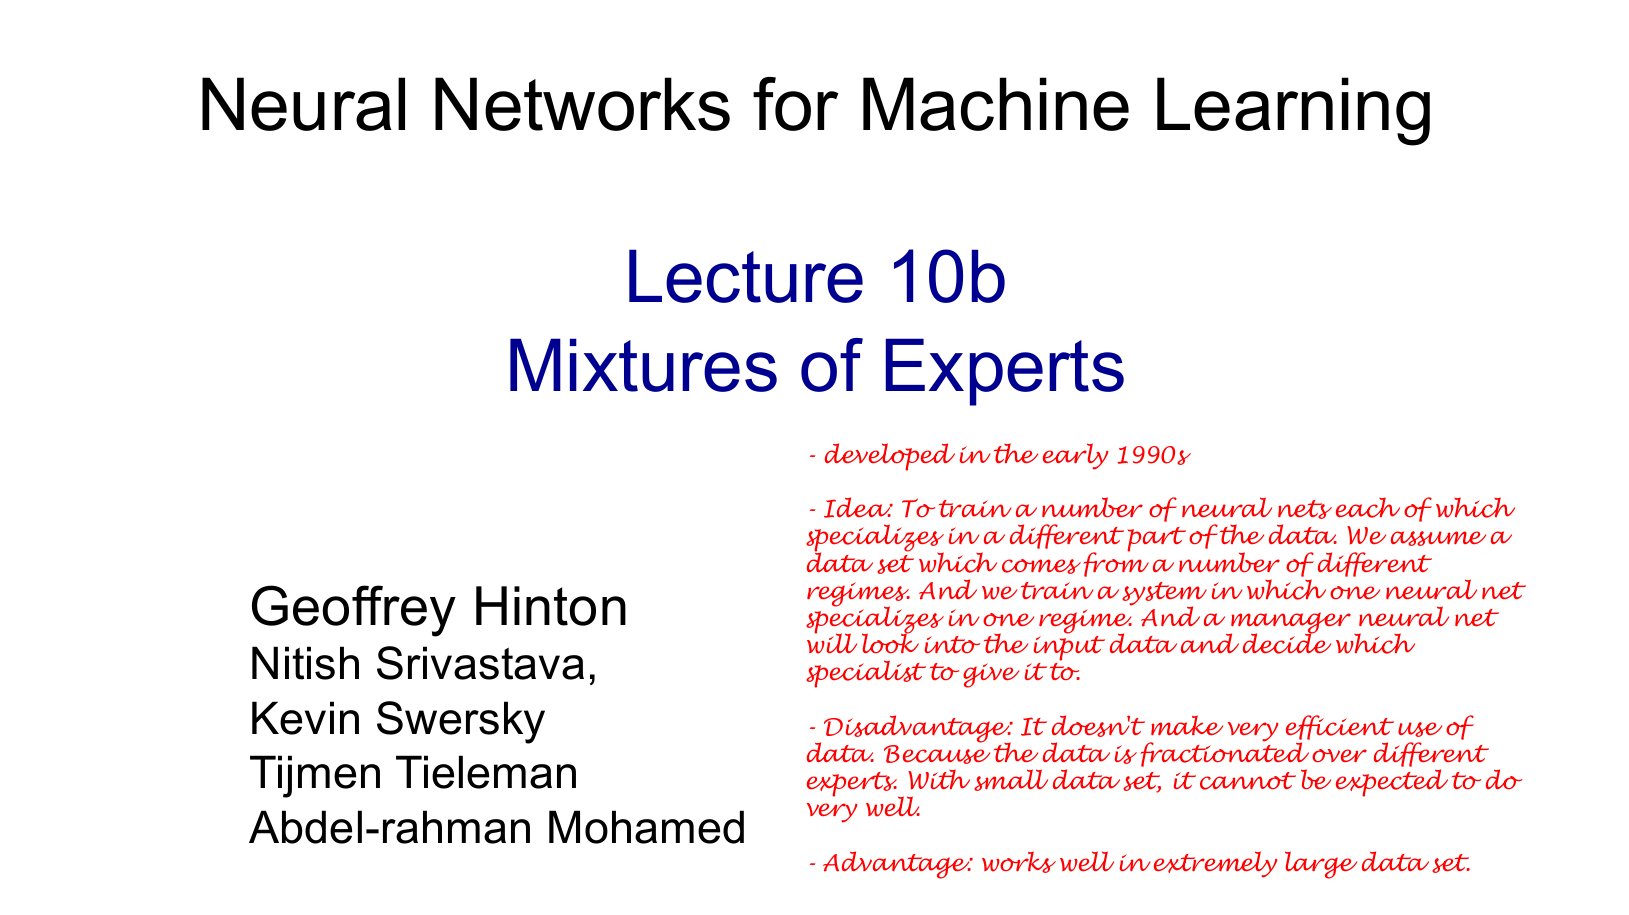 Neural Networks for Machine Learning
Lecture 10b
Mixtures of Experts
Geoffrey Hinton
Nitish Srivastava,
Kevin Swersky
Tijmen Tieleman
Abdel-rahman Mohamed
- developed in the early 1990s
- Idea: To train a number of neural nets each of which
specializes in a different part of the data. We assume a
data set which comes from a number of different
regimes. And we train a system in which one neural net
specializes in one regime. And a manager neural net
will look into the input data and decide which
specialist to give it to.
- Disadvantage: It doesn't make very efficient use of
data. Because the data is fractionated over different
experts. With small data set, it cannot be expected to do
very well.
- Advantage: works well in extremely large data set.